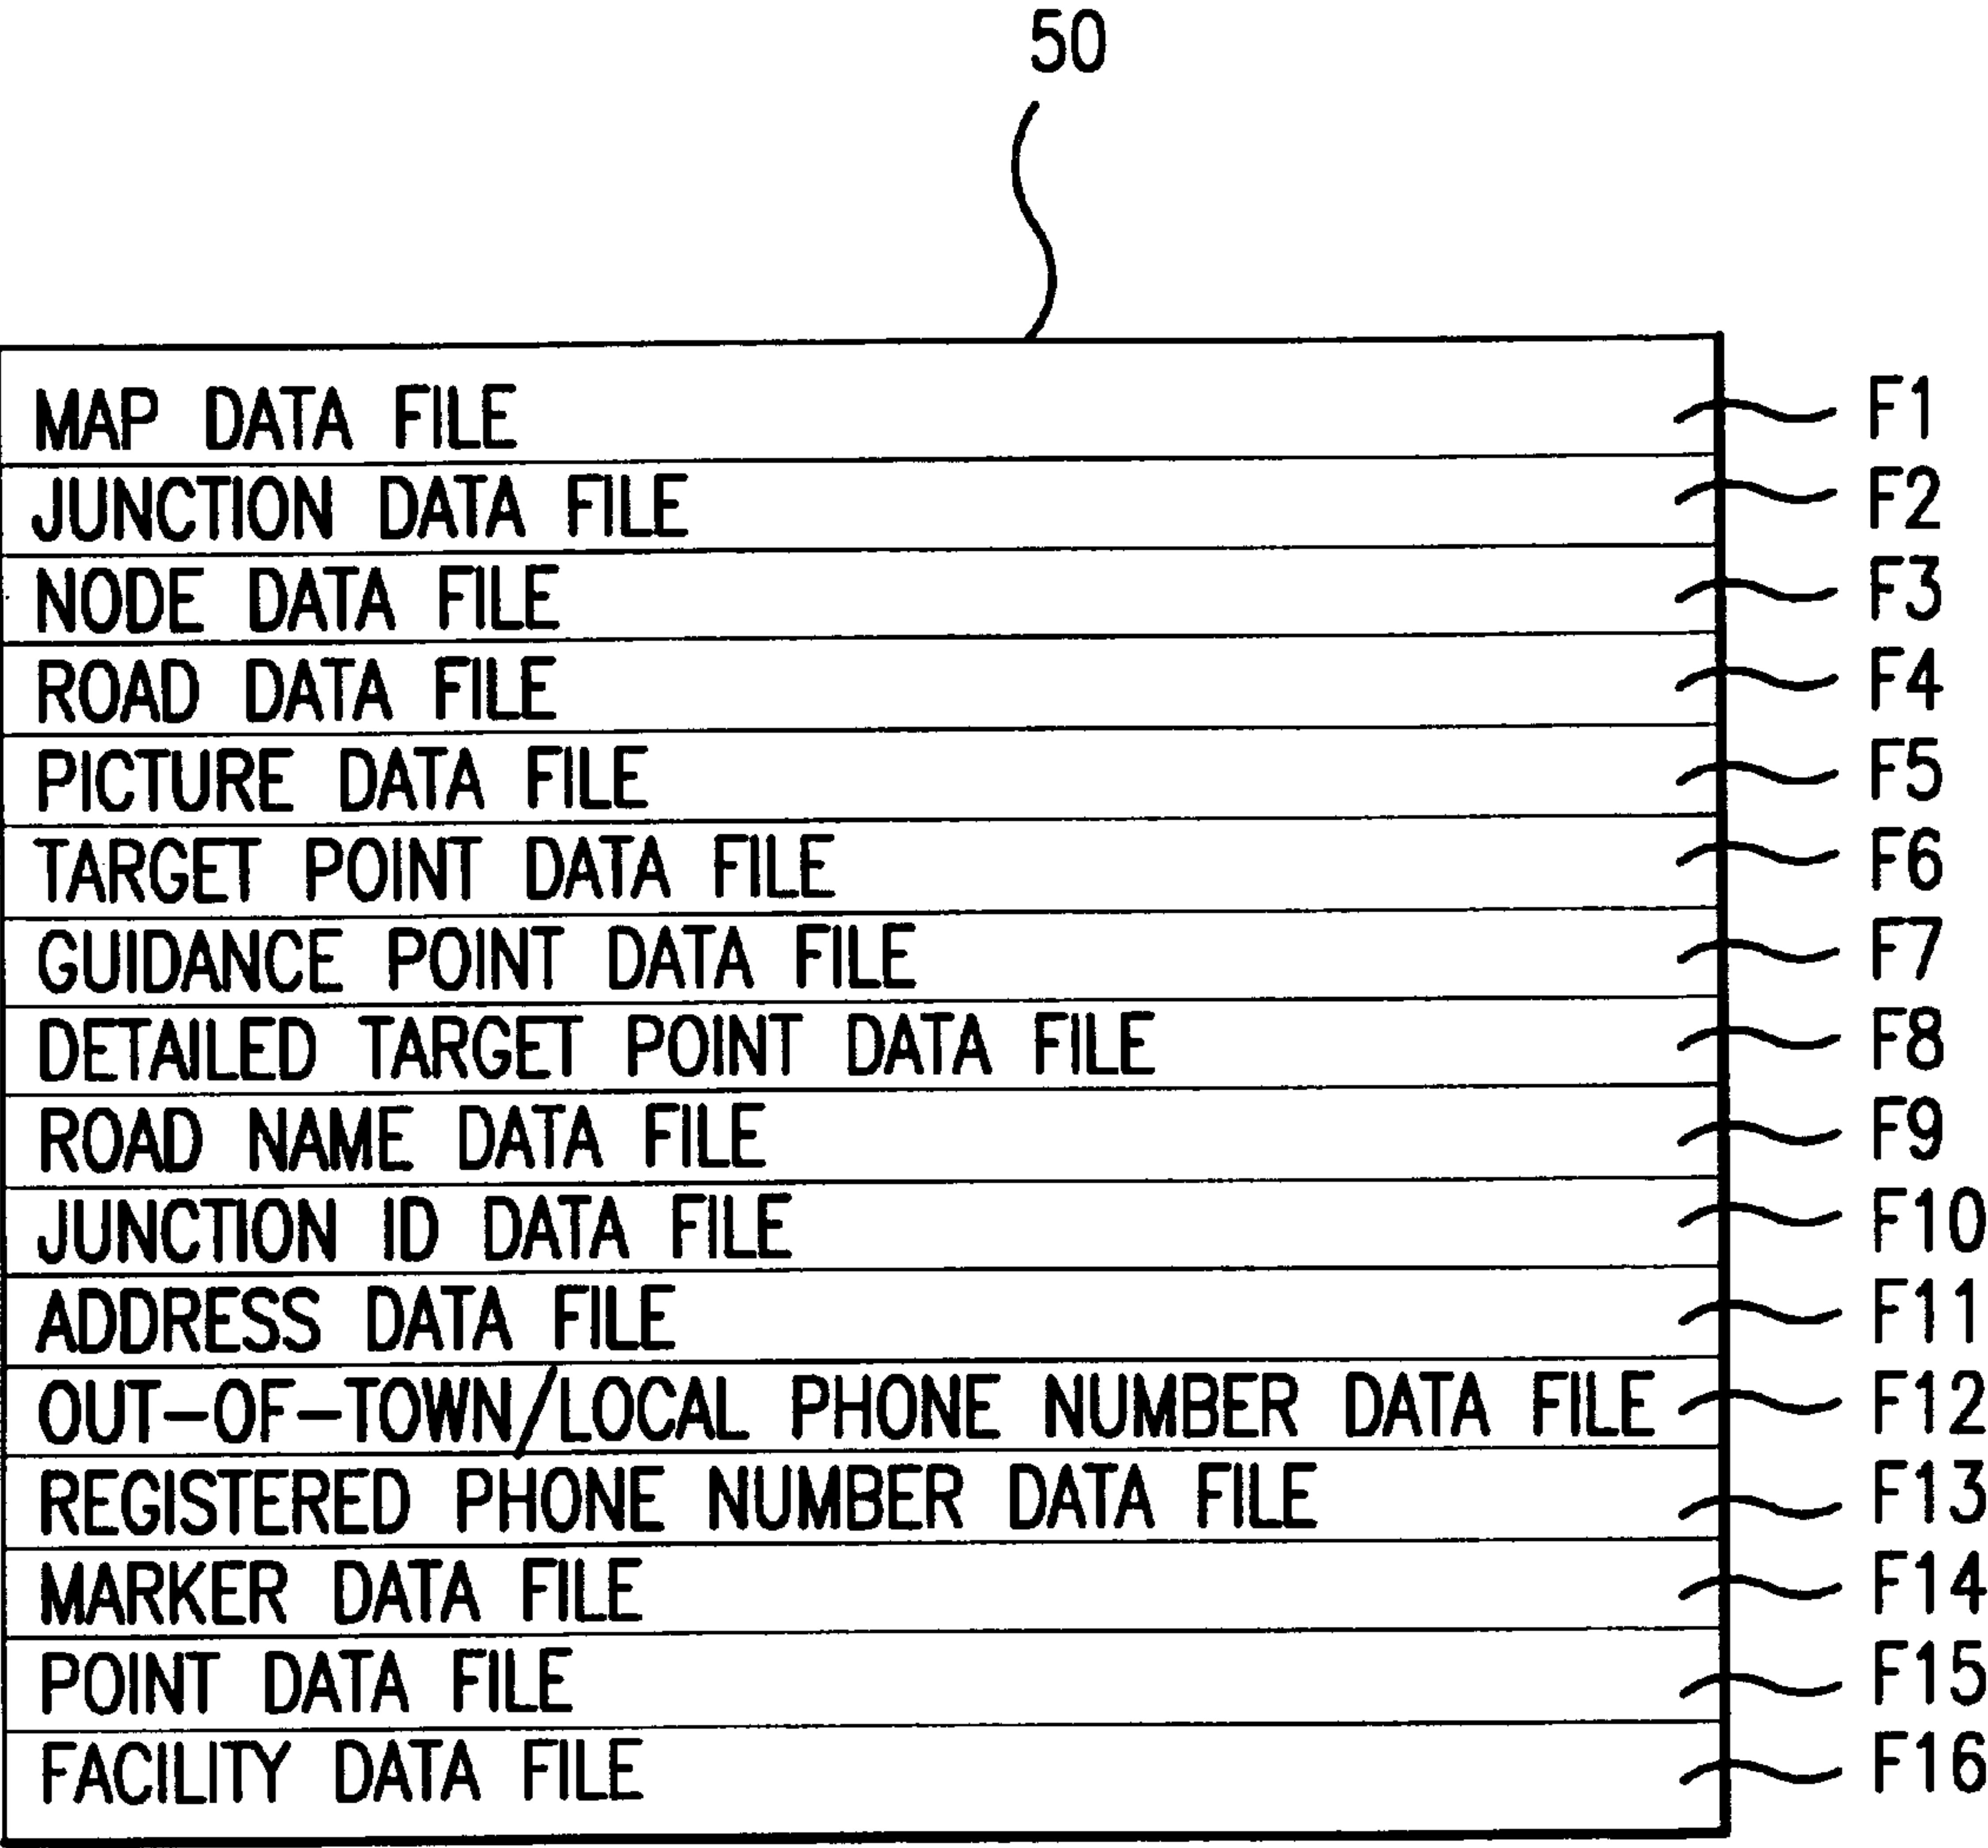 50
MAP DATA FILE F1
JUNCTION DATA FILE F2
NODE DATA FILE F3
ROAD DATA FILE F4
PICTURE DATA FILE F5
TARGET POINT DATA FILE F6
GUIDANCE POINT DATA FILE F7
DETAILED TARGET POINT DATA FILE F8
ROAD NAME DATA FILE F9
JUNCTION ID DATA FILE F10
ADDRESS DATA FILE F11
OUT-OF-TOWN/LOCAL PHONE NUMBER DATA FILE F12
REGISTERED PHONE NUMBER DATA FILE F13
MARKER DATA FILE F14
POINT DATA FILE F15
FACILITY DATA FILE F16